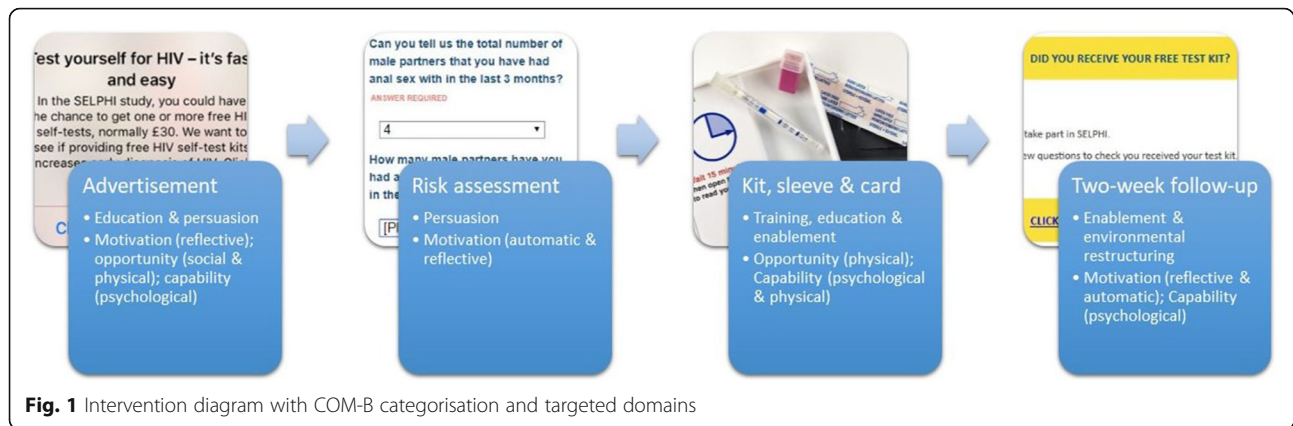 Test yourself for HIV – it's fas
and easy
In the SELPHI study, you could have
he chance to get one or more free HI
self-tests, normally £30. We want to
see if providing free HIV self-test kits
Advertisement
• Education & persuasion
• Motivation (reflective);
opportunity (social &
physical); capability
(psychological)
Can you tell us the total number of
male partners that you have had
anal sex with in the last 3 months?
ANSWER REQUIRED
4
How many male partners have you
had a
in the
Risk assessment
• Persuasion
• Motivation (automatic &
reflective)
to read yo
Kit, sleeve & card
• Training, education &
enablement
• Opportunity (physical);
Capability (psychological
& physical)
DID YOU RECEIVE YOUR FREE TEST KIT?
take part in SELPHI.
ew questions to check you received your test kit.
CLICK
Two-week follow-up
• Enablement &
environmental
restructuring
• Motivation (reflective &
automatic); Capability
(psychological)
Fig. 1 Intervention diagram with COM-B categorisation and targeted domains